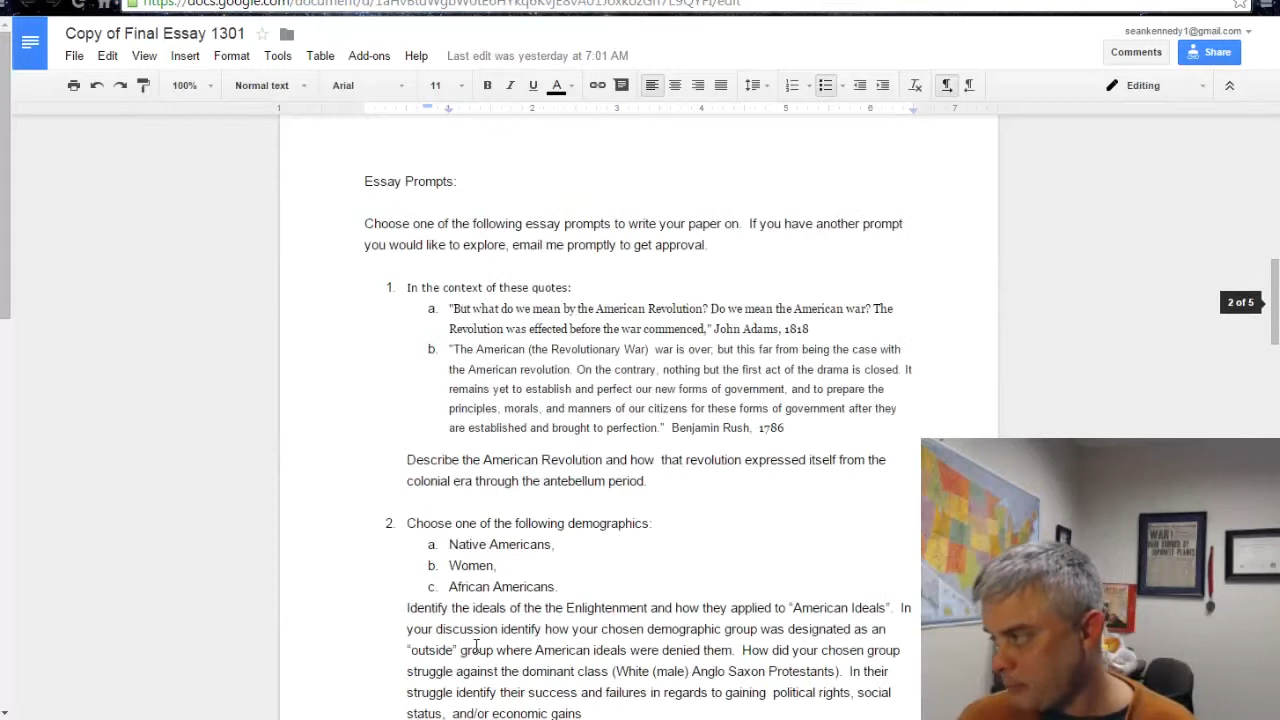 Copy of Final Essay 1301
seankennedy1@gmail.com
File Edit View Insert Format Tools Table Add-ons Help Last edit was yesterday at 7:01 AM
Comments Share
100% Normal text Arial 11 B I U A Editing
1 1 2 3 4 5 6 7
Essay Prompts:
Choose one of the following essay prompts to write your paper on. If you have another prompt
you would like to explore, email me promptly to get approval.
1. In the context of these quotes:
a. "But what do we mean by the American Revolution? Do we mean the American war? The
Revolution was effected before the war commenced," John Adams, 1818
b. "The American (the Revolutionary War) war is over; but this far from being the case with
the American revolution. On the contrary, nothing but the first act of the drama is closed. It
remains yet to establish and perfect our new forms of government, and to prepare the
principles, morals, and manners of our citizens for these forms of government after they
are established and brought to perfection." Benjamin Rush, 1786
Describe the American Revolution and how that revolution expressed itself from the
colonial era through the antebellum period.
2. Choose one of the following demographics:
a. Native Americans,
b. Women,
c. African Americans.
Identify the ideals of the the Enlightenment and how they applied to “American Ideals”. In
your discussion identify how your chosen demographic group was designated as an
“outside” group where American ideals were denied them. How did your chosen group
struggle against the dominant class (White (male) Anglo Saxon Protestants). In their
struggle identify their success and failures in regards to gaining political rights, social
status, and/or economic gains
2 of 5
WAR!